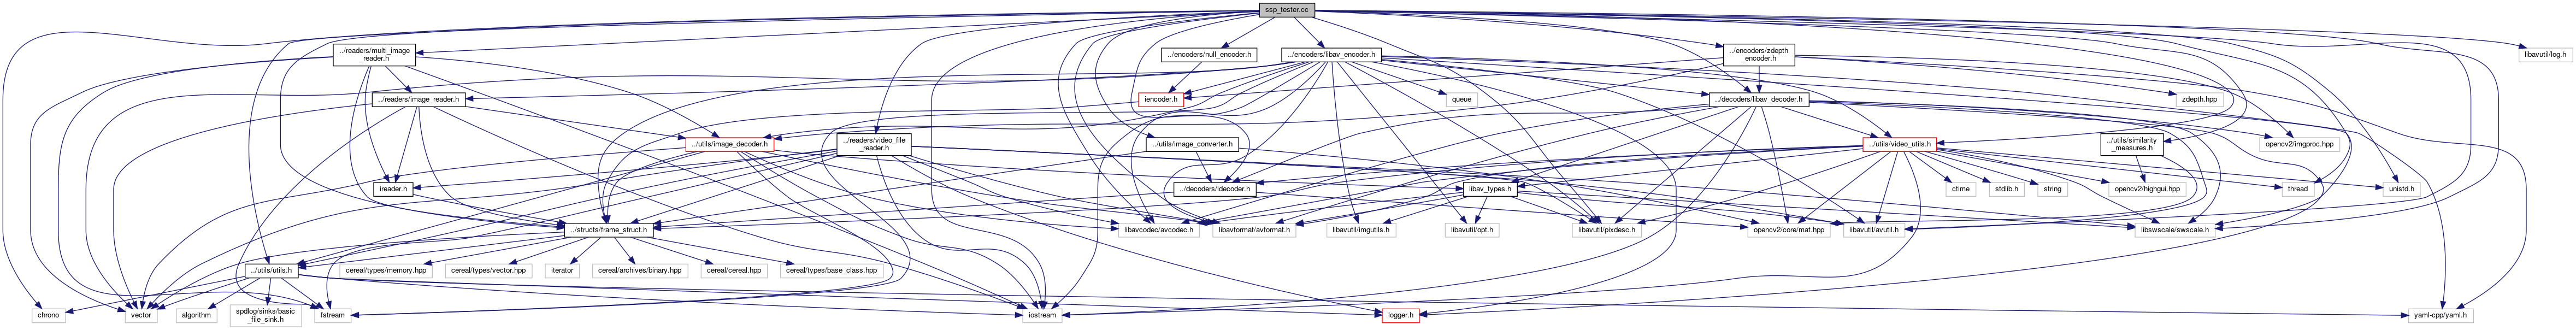 ssp_tester.cc
../readers/multi_image
_reader.h
../encoders/null_encoder.h
../encoders/libav_encoder.h
../encoders/zdepth
_encoder.h
libavutil/log.h
../readers/image_reader.h
iencoder.h
queue
../decoders/libav_decoder.h
zdepth.hpp
../utils/image_decoder.h
../readers/video_file
_reader.h
../utils/image_converter.h
../utils/video_utils.h
../utils/similarity
_measures.h
opencv2/imgproc.hpp
ireader.h
../decoders/idecoder.h
libav_types.h
ctime
stdlib.h
string
opencv2/highgui.hpp
thread
unistd.h
../structs/frame_struct.h
libavcodec/avcodec.h
libavformat/avformat.h
libavutil/imgutils.h
libavutil/opt.h
libavutil/pixdesc.h
opencv2/core/mat.hpp
libavutil/avutil.h
libswscale/swscale.h
../utils/utils.h
cereal/types/memory.hpp
cereal/types/vector.hpp
iterator
cereal/archives/binary.hpp
cereal/cereal.hpp
cereal/types/base_class.hpp
chrono
vector
algorithm
spdlog/sinks/basic
_file_sink.h
fstream
iostream
logger.h
yaml-cpp/yaml.h